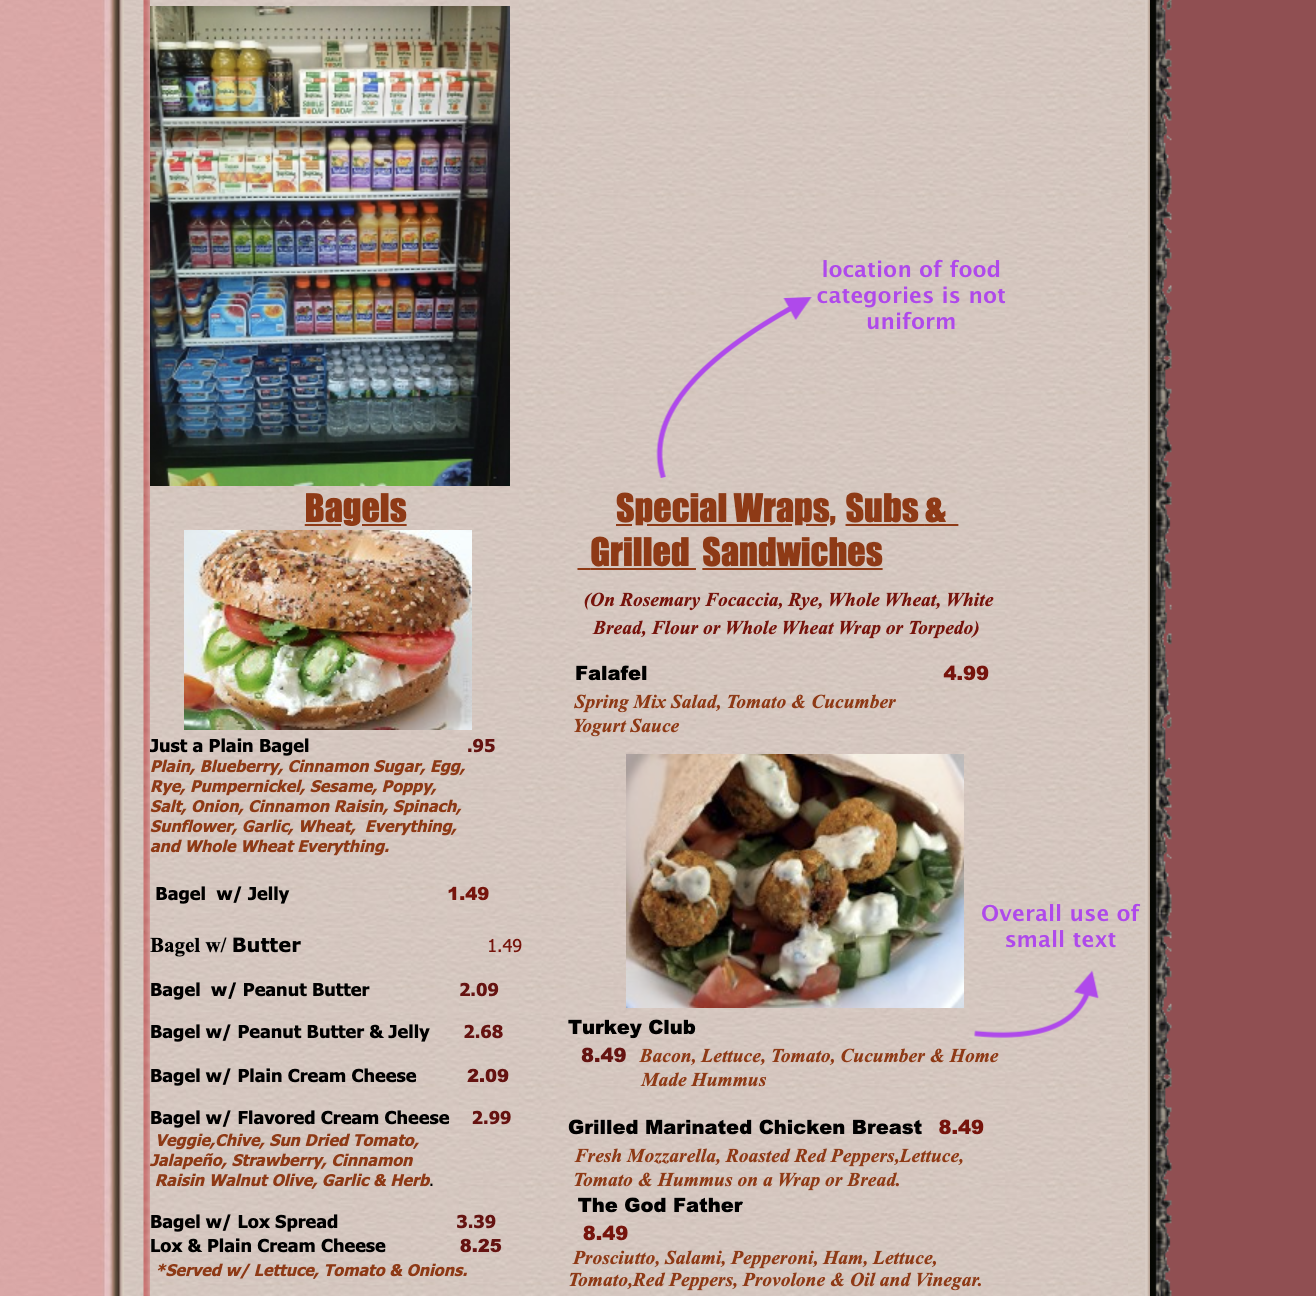 location of food
categories is not
uniform
Bagels
Just a Plain Bagel .95
Plain, Blueberry, Cinnamon Sugar, Egg,
Rye, Pumpernickel, Sesame, Poppy,
Salt, Onion, Cinnamon Raisin, Spinach,
Sunflower, Garlic, Wheat, Everything,
and Whole Wheat Everything.
Bagel w/ Jelly 1.49
Bagel w/ Butter 1.49
Bagel w/ Peanut Butter 2.09
Bagel w/ Peanut Butter & Jelly 2.68
Bagel w/ Plain Cream Cheese 2.09
Bagel w/ Flavored Cream Cheese 2.99
Veggie,Chive, Sun Dried Tomato,
Jalapeño, Strawberry, Cinnamon
Raisin Walnut Olive, Garlic & Herb.
Bagel w/ Lox Spread 3.39
Lox & Plain Cream Cheese 8.25
*Served w/ Lettuce, Tomato & Onions.
Special Wraps, Subs &
Grilled Sandwiches
(On Rosemary Focaccia, Rye, Whole Wheat, White
Bread, Flour or Whole Wheat Wrap or Torpedo)
Falafel 4.99
Spring Mix Salad, Tomato & Cucumber
Yogurt Sauce
Overall use of
small text
Turkey Club
8.49 Bacon, Lettuce, Tomato, Cucumber & Home
Made Hummus
Grilled Marinated Chicken Breast 8.49
Fresh Mozzarella, Roasted Red Peppers,Lettuce,
Tomato & Hummus on a Wrap or Bread.
The God Father
8.49
Prosciutto, Salami, Pepperoni, Ham, Lettuce,
Tomato,Red Peppers, Provolone & Oil and Vinegar.